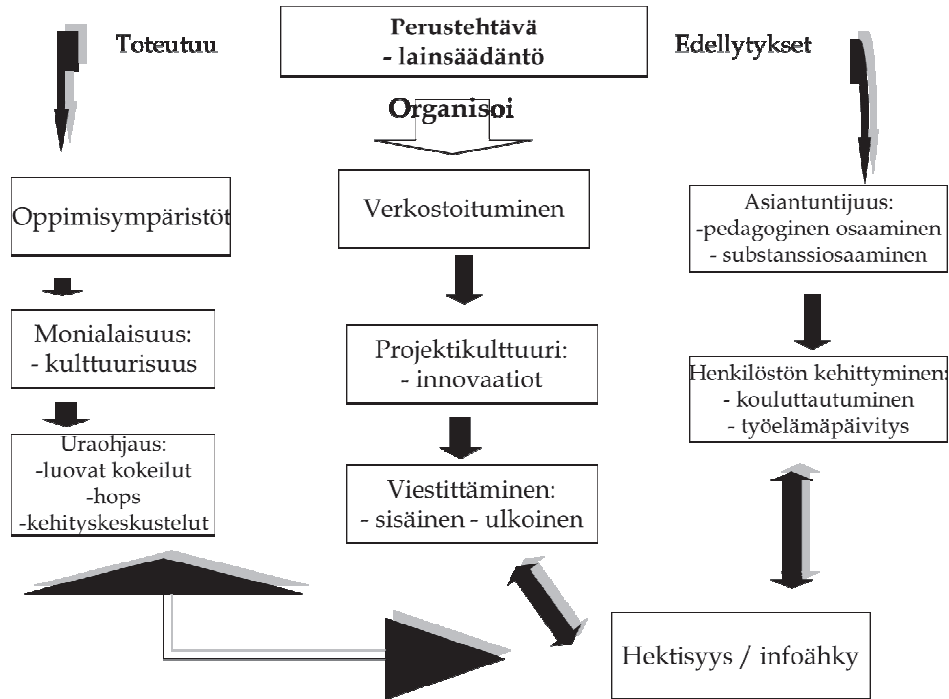 Toteutuu
Perustehtävä
- lainsäädäntö
Edellytykset
Organisoi
Oppimisympäristöt
Verkostoituminen
Asiantuntijuus:
-pedagoginen osaaminen
- substanssiosaaminen
Monialaisuus:
- kulttuurisuus
Projektikulttuuri:
- innovaatiot
Henkilöstön kehittyminen:
- kouluttautuminen
- työelämäpäivitys
Uraohjaus:
-luovat kokeilut
-hops
-kehityskeskustelut
Viestittäminen:
- sisäinen - ulkoinen
Hektisyys / infoähky